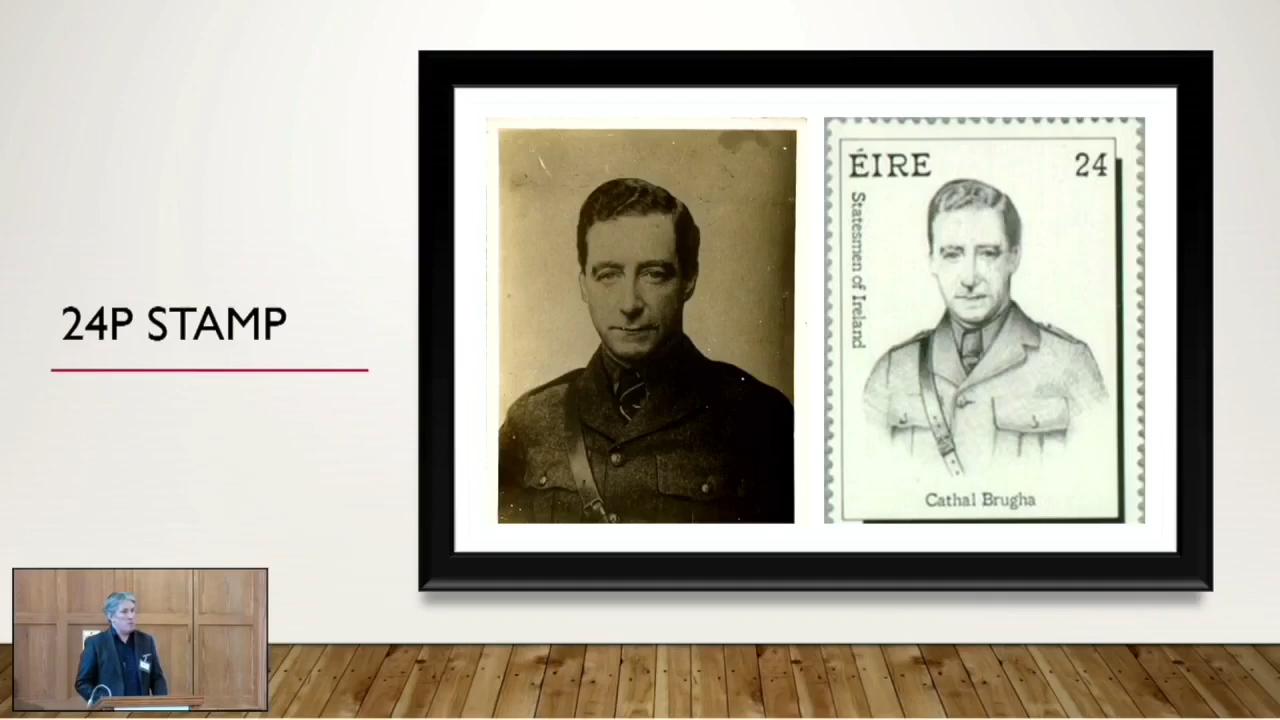 24P STAMP
ÉIRE 24
Statesmen of Ireland
Cathal Brugha